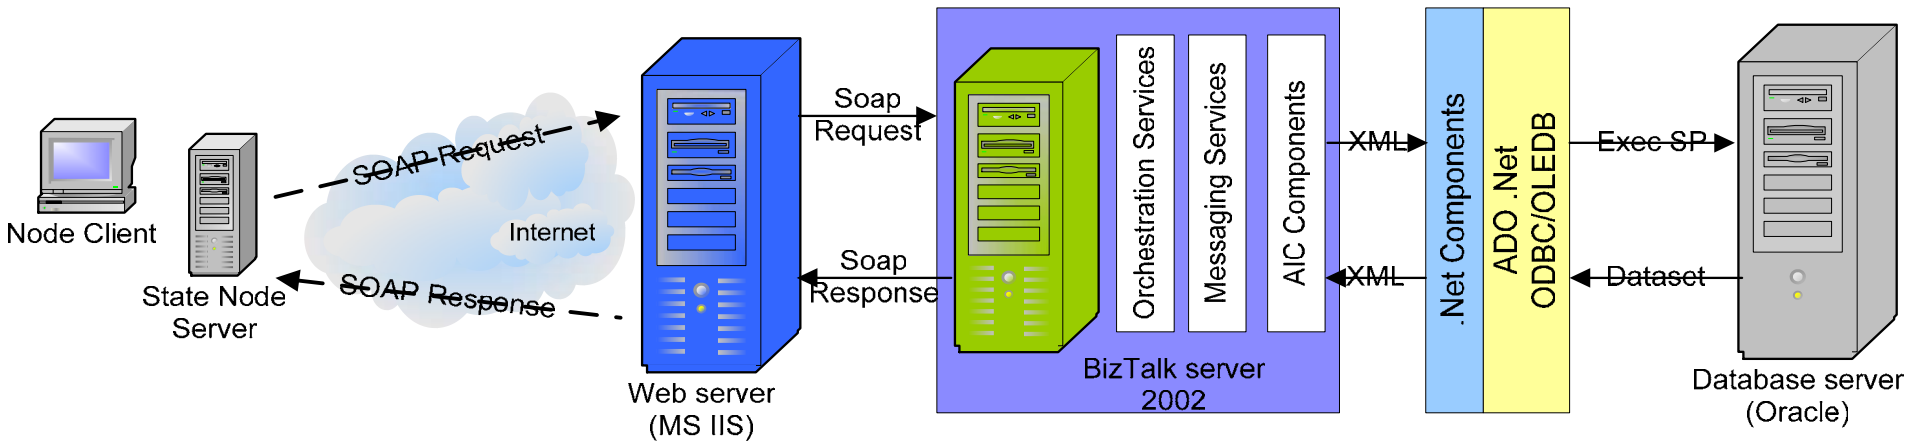 Node Client
State Node
Server
SOAP Request
Internet
SOAP Response
Web server
(MS IIS)
Soap
Request
Soap
Response
Orchestration Services
Messaging Services
AIC Components
BizTalk server
2002
XML
XML
.Net Components
ADO .Net
ODBC/OLEDB
Exec SP
Dataset
Database server
(Oracle)